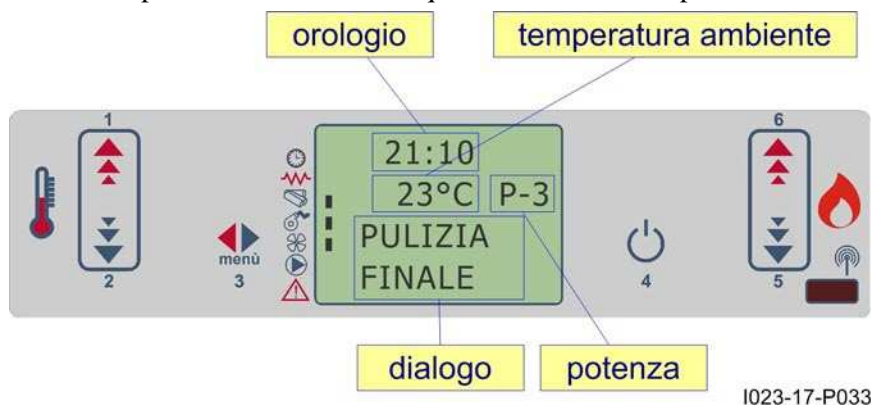 orologio temperatura ambiente
1 6
21:10
23°C P-3
PULIZIA
FINALE
menù
2 3 4 5
dialogo potenza
I023-17-P033